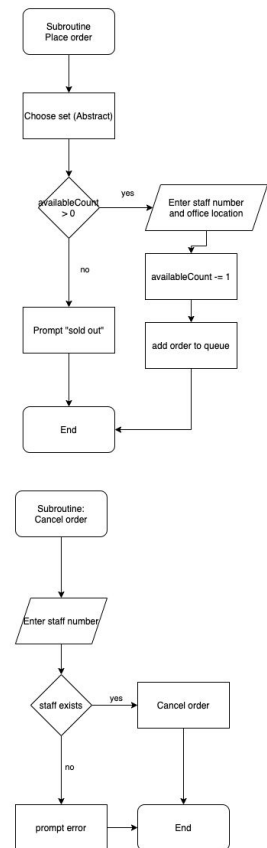 Subroutine
Place order
Choose set (Abstract)
availableCount
> 0
yes
Enter staff number
and office location
no
availableCount -= 1
Prompt "sold out"
add order to queue
End
Subroutine:
Cancel order
Enter staff number
staff exists
yes
Cancel order
no
prompt error
End